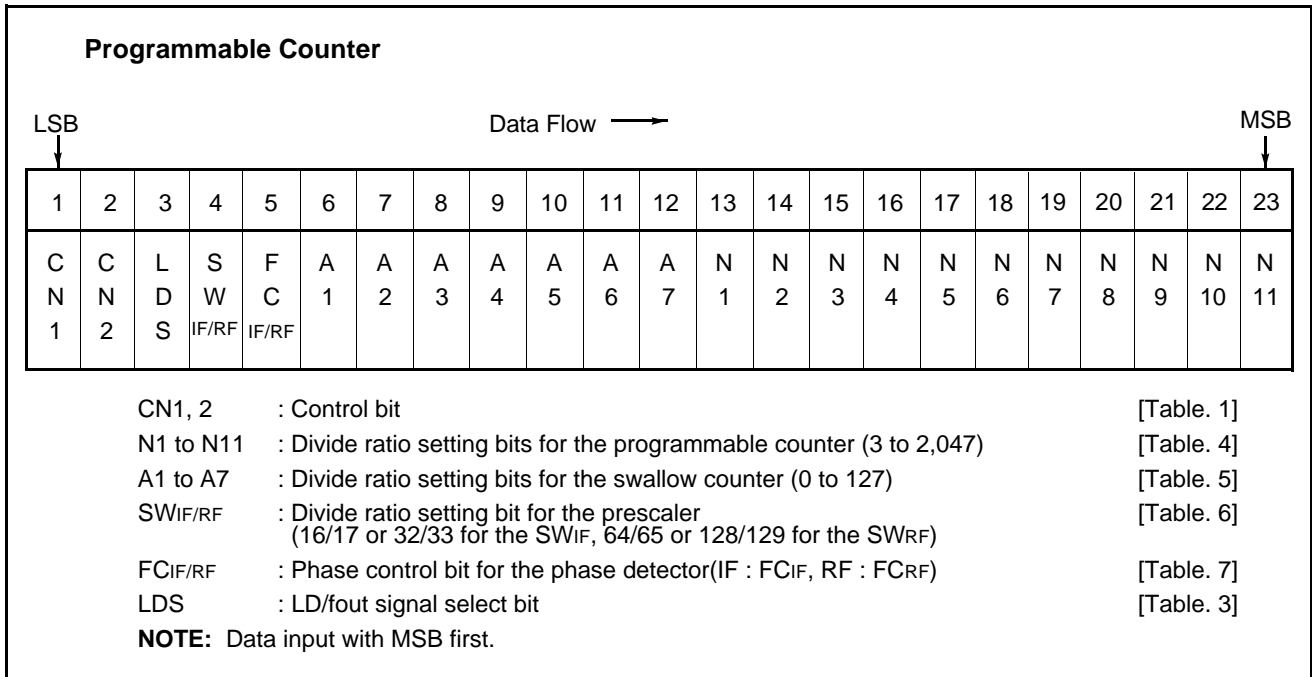 Programmable Counter
LSB Data Flow MSB
1 2 3 4 5 6 7 8 9 10 11 12 13 14 15 16 17 18 19 20 21 22 23
C C L S F A A A A A A A N N N N N N N N N N N
N N D W C 1 2 3 4 5 6 7 1 2 3 4 5 6 7 8 9 10 11
1 2 S IF/RF IF/RF
CN1, 2 : Control bit [Table. 1]
N1 to N11 : Divide ratio setting bits for the programmable counter (3 to 2,047) [Table. 4]
A1 to A7 : Divide ratio setting bits for the swallow counter (0 to 127) [Table. 5]
SWIF/RF : Divide ratio setting bit for the prescaler [Table. 6]
(16/17 or 32/33 for the SWIF, 64/65 or 128/129 for the SWRF)
FCIF/RF : Phase control bit for the phase detector(IF : FCIF, RF : FCRF) [Table. 7]
LDS : LD/fout signal select bit [Table. 3]
NOTE: Data input with MSB first.